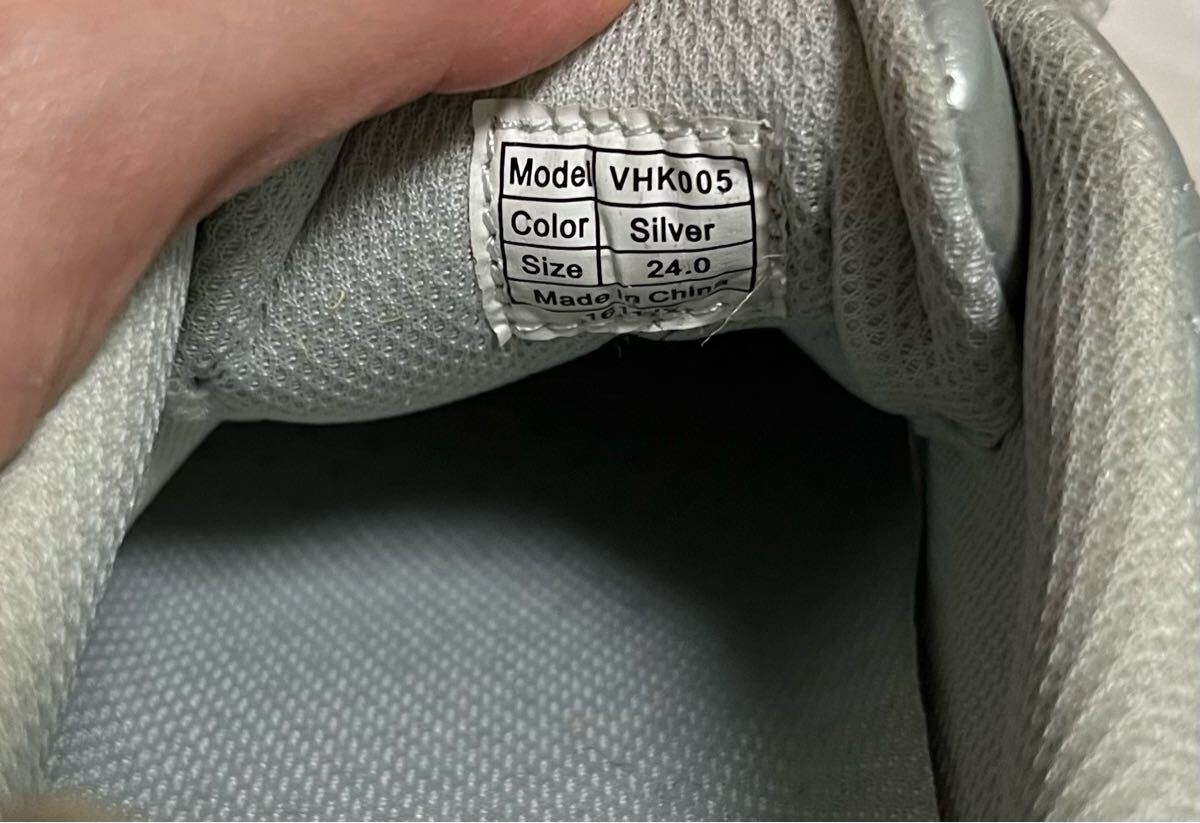 Model VHK005
Color Silver
Size 24.0
Made in China